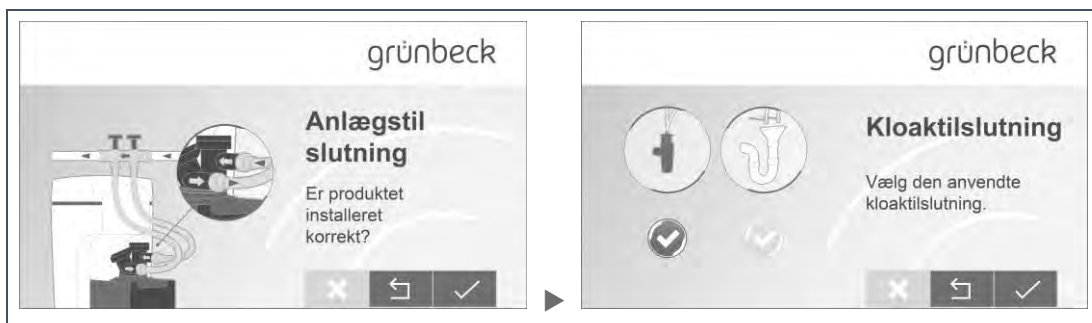 grünbeck
Anlægstil
slutning
Er produktet
installeret
korrekt?
grünbeck
Kloaktilslutning
Vælg den anvendte
kloaktilslutning.